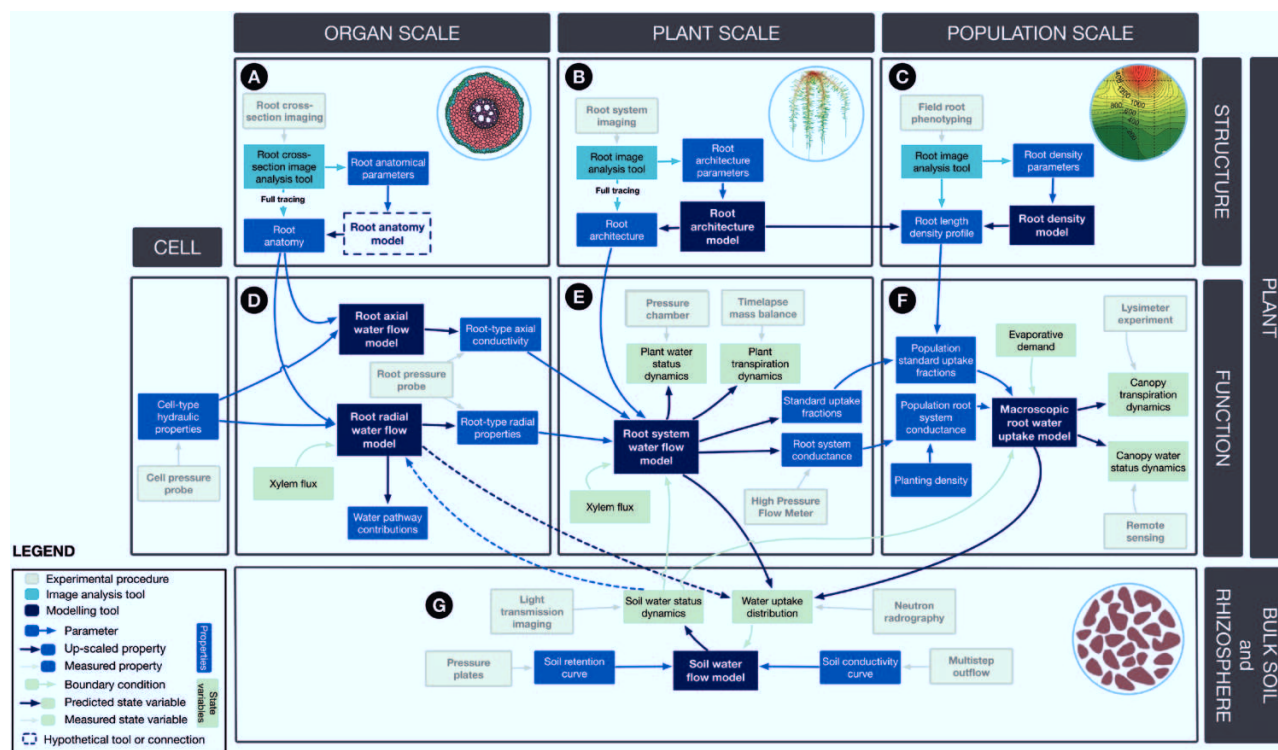 ORGAN SCALE
PLANT SCALE
POPULATION SCALE
A
Root cross-
section imaging
Root cross-
section image
analysis tool
Root anatomical
parameters
Full tracing
Root
anatomy
Root anatomy
model
B
Root system
imaging
Root image
analysis tool
Root
architecture
parameters
Full tracing
Root
architecture
Root
architecture
model
C
Field root
phenotyping
Root image
analysis tool
Root density
parameters
Root length
density profile
Root density
model
STRUCTURE
PLANT
CELL
Cell-type
hydraulic
properties
Cell pressure
probe
D
Root axial
water flow
model
Root-type axial
conductivity
Root pressure
probe
Root radial
water flow
model
Root-type radial
properties
Xylem flux
Water pathway
contributions
E
Pressure
chamber
Timelapse
mass balance
Plant water
status
dynamics
Plant
transpiration
dynamics
Standard uptake
fractions
Root system
water flow
model
Root system
conductance
Xylem flux
High Pressure
Flow Meter
F
Lysimeter
experiment
Evaporative
demand
Population
standard uptake
fractions
Canopy
transpiration
dynamics
Population root
system
conductance
Macroscopic
root water
uptake model
Canopy water
status dynamics
Planting density
Remote
sensing
FUNCTION
G
Light
transmission
imaging
Soil water status
dynamics
Water uptake
distribution
Neutron
radiography
Pressure
plates
Soil retention
curve
Soil water
flow model
Soil conductivity
curve
Multistep
outflow
RHIZOSPHERE
and
BULK SOIL
LEGEND
Experimental procedure
Image analysis tool
Modelling tool
Parameter
Up-scaled property
Measured property
Properties
Boundary condition
Predicted state variable
Measured state variable
State
variables
Hypothetical tool or connection